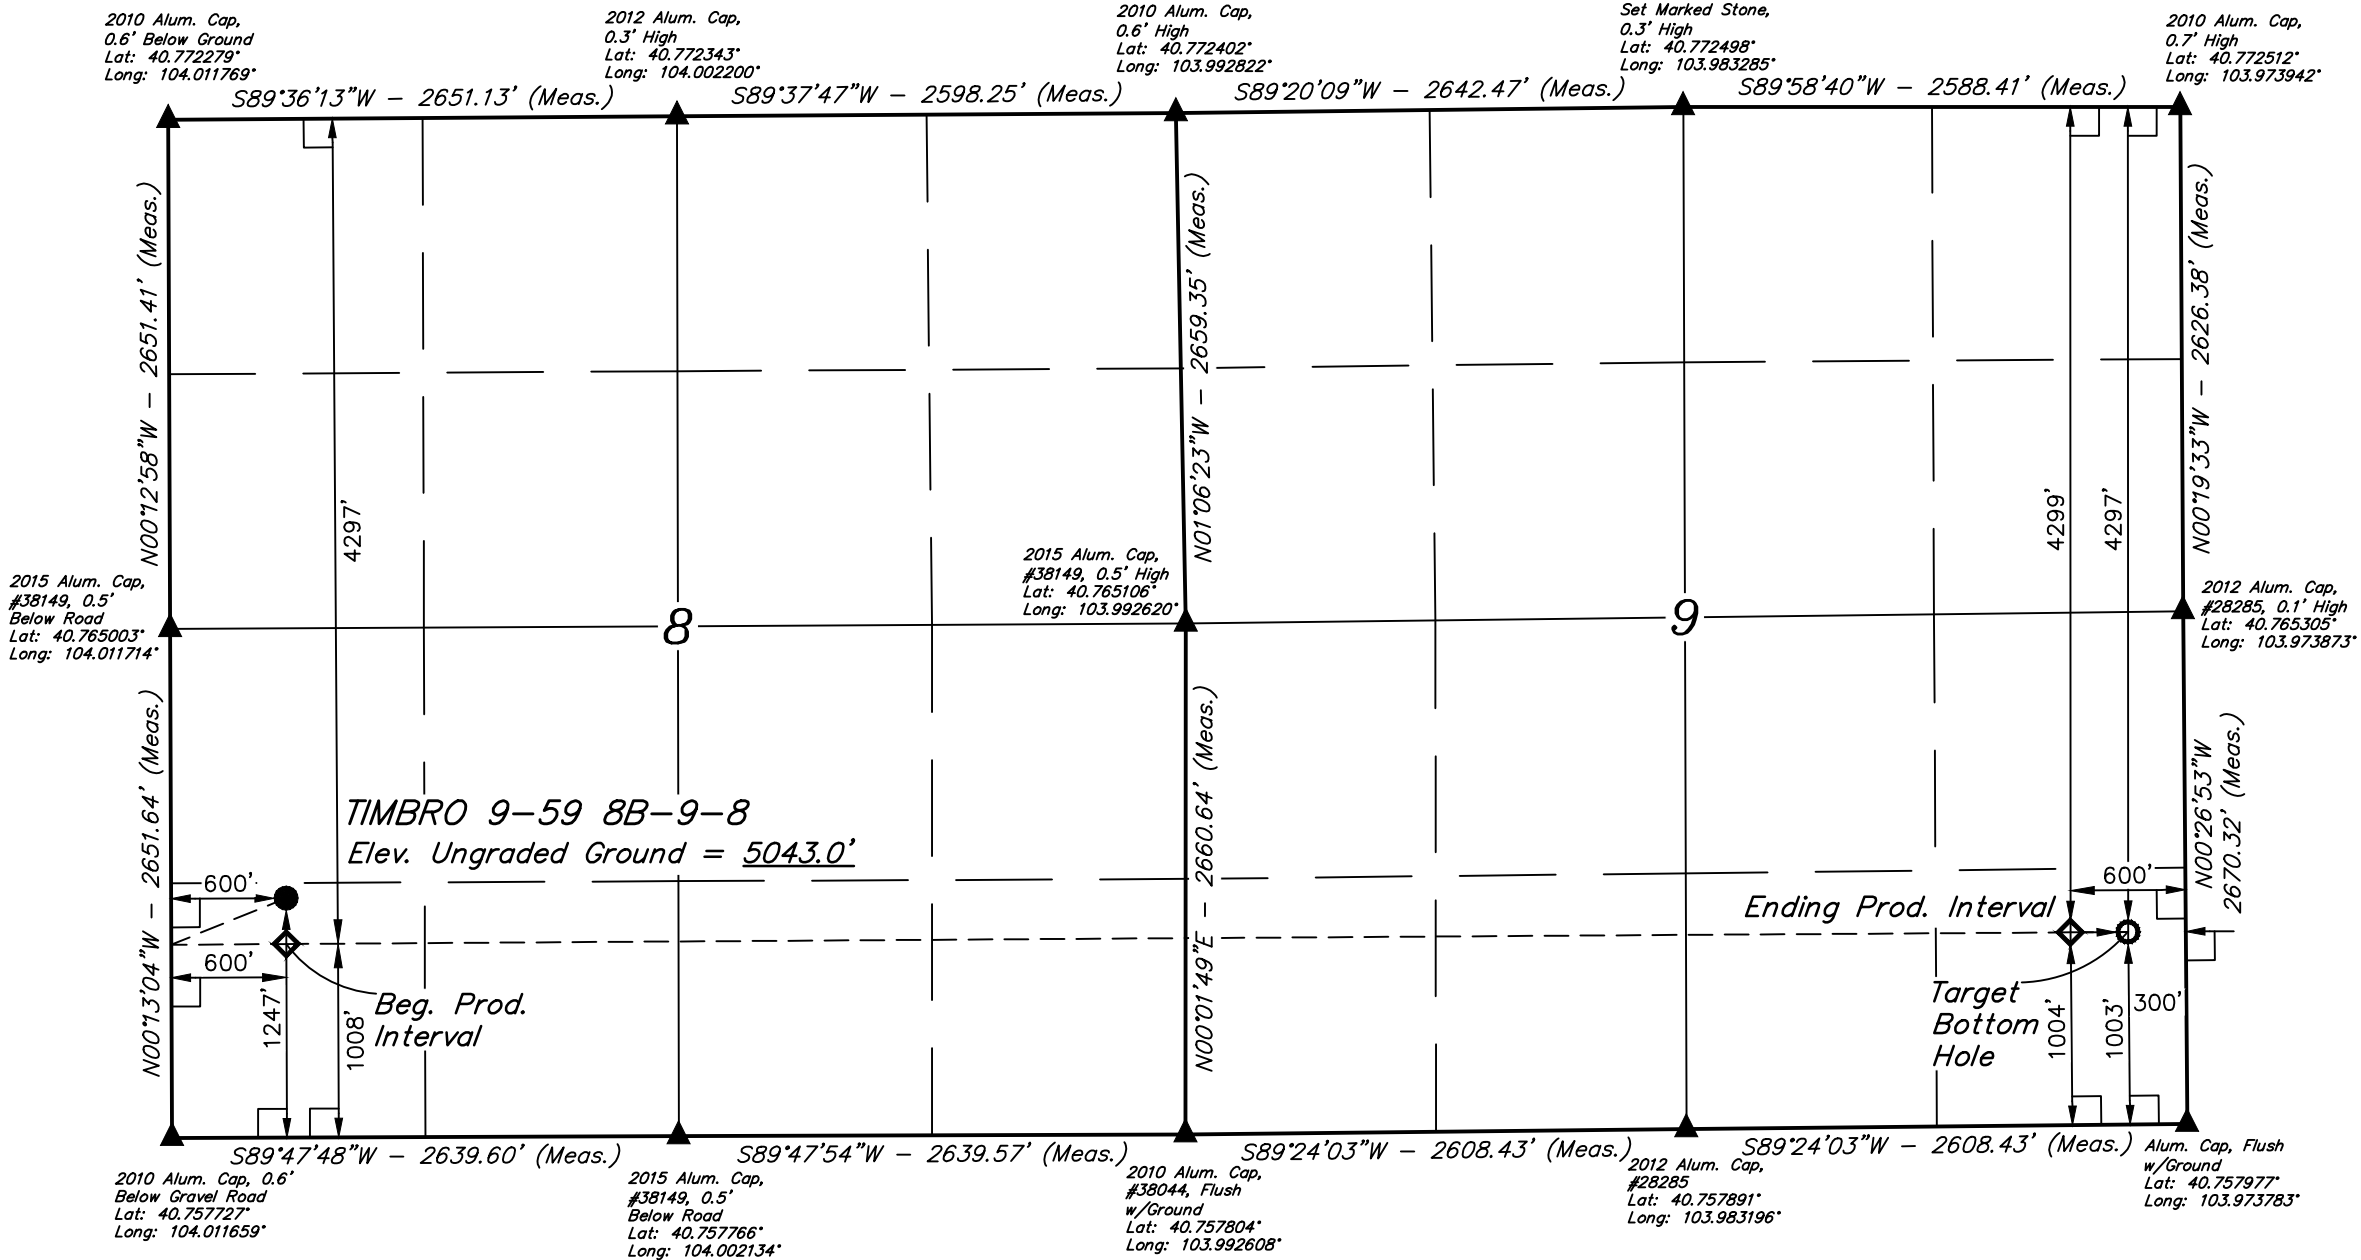 2010 Alum. Cap,
0.6' Below Ground
Lat: 40.772279°
Long: 104.011769°
2012 Alum. Cap,
0.3' High
Lat: 40.772343°
Long: 104.002200°
2010 Alum. Cap,
0.6' High
Lat: 40.772402°
Long: 103.992822°
Set Marked Stone,
0.3' High
Lat: 40.772498°
Long: 103.983285°
2010 Alum. Cap,
0.7' High
Lat: 40.772512°
Long: 103.973942°
S89°36'13"W - 2651.13' (Meas.)
S89°37'47"W - 2598.25' (Meas.)
S89°20'09"W - 2642.47' (Meas.)
S89°58'40"W - 2588.41' (Meas.)
N00°12'58"W - 2651.41' (Meas.)
4297'
N01°06'23"W - 2659.35' (Meas.)
4299'
4297'
N00°19'33"W - 2626.38' (Meas.)
2015 Alum. Cap,
#38149, 0.5'
Below Road
Lat: 40.765003°
Long: 104.011714°
8
2015 Alum. Cap,
#38149, 0.5' High
Lat: 40.765106°
Long: 103.992620°
9
2012 Alum. Cap,
#28285, 0.1' High
Lat: 40.765305°
Long: 103.973873°
N00°13'04"W - 2651.64' (Meas.)
TIMBRO 9-59 8B-9-8
Elev. Ungraded Ground = 5043.0'
600'
600'
1247'
1008'
Beg. Prod.
Interval
N00°01'49"E - 2660.64' (Meas.)
Ending Prod. Interval
600'
Target
Bottom
Hole
1004'
1003'
300'
N00°26'53"W
2670.32' (Meas.)
S89°47'48"W - 2639.60' (Meas.)
S89°47'54"W - 2639.57' (Meas.)
S89°24'03"W - 2608.43' (Meas.)
S89°24'03"W - 2608.43' (Meas.)
2010 Alum. Cap, 0.6'
Below Gravel Road
Lat: 40.757727°
Long: 104.011659°
2015 Alum. Cap,
#38149, 0.5'
Below Road
Lat: 40.757766°
Long: 104.002134°
2010 Alum. Cap,
#38044, Flush
w/Ground
Lat: 40.757804°
Long: 103.992608°
2012 Alum. Cap,
#28285
Lat: 40.757891°
Long: 103.983196°
Alum. Cap, Flush
w/Ground
Lat: 40.757977°
Long: 103.973783°